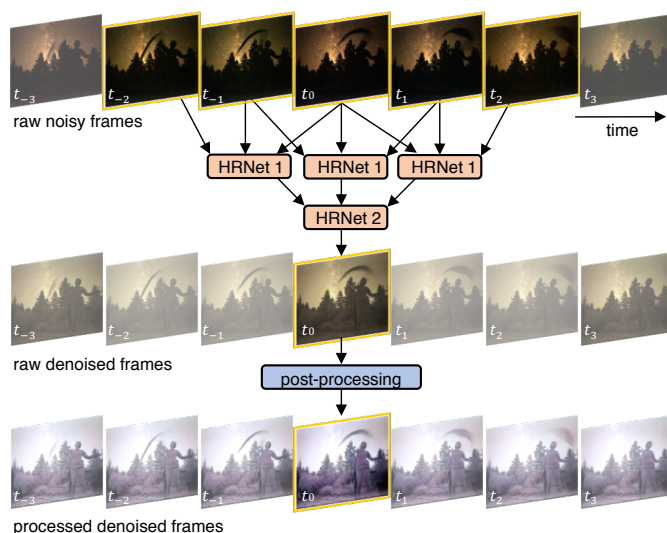 t₋₃ t₋₂ t₋₁ t₀ t₁ t₂ t₃
raw noisy frames
time
HRNet 1 HRNet 1 HRNet 1
HRNet 2
t₋₃ t₋₂ t₋₁ t₀ t₁ t₂ t₃
raw denoised frames
post-processing
t₋₃ t₋₂ t₋₁ t₀ t₁ t₂ t₃
processed denoised frames